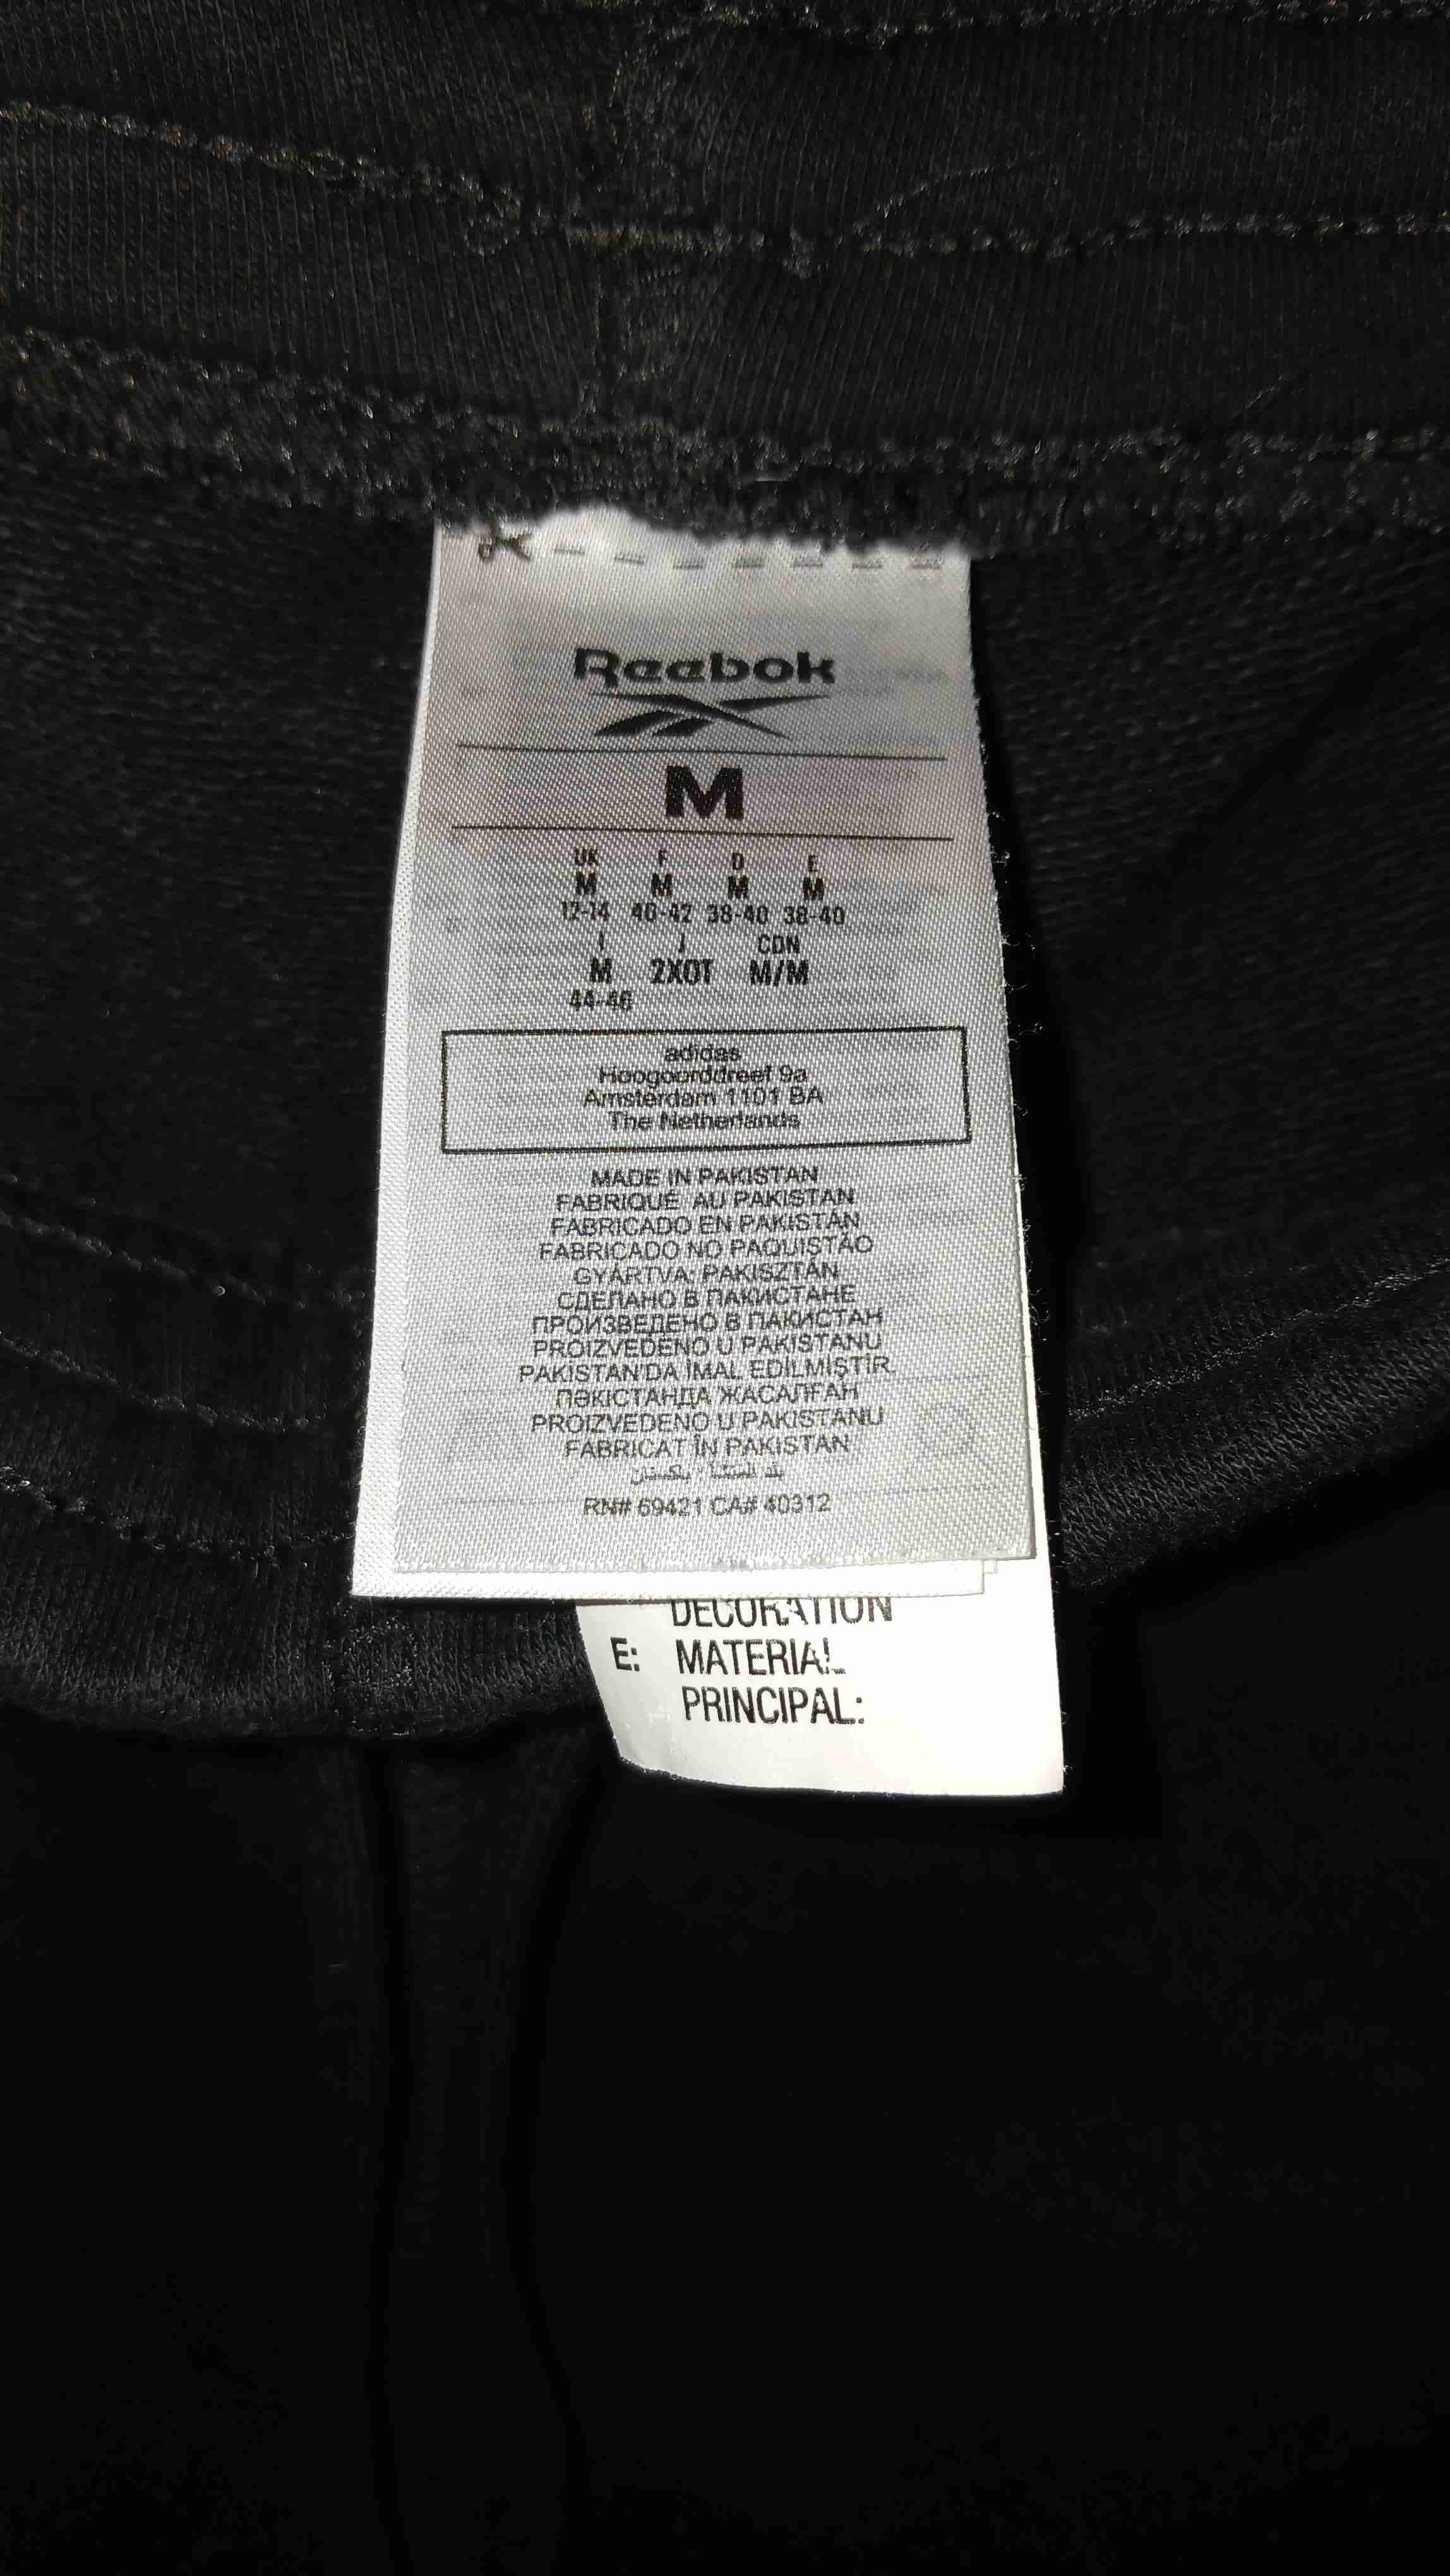 Reebok
M
UK F D E
M M M M
12-14 40-42 38-40 38-40
I J CDN
M 2XOT M/M
44-46
adidas
Hoogoorddreef 9a
Amsterdam 1101 BA
The Netherlands
MADE IN PAKISTAN
FABRIQUÉ AU PAKISTAN
FABRICADO EN PAKISTÁN
FABRICADO NO PAQUISTÃO
GYÁRTVA: PAKISZTÁN
СДЕЛАНО В ПАКИСТАНЕ
ПРОИЗВЕДЕНО В ПАКИСТАН
PROIZVEDENO U PAKISTANU
PAKISTAN'DA İMAL EDİLMİŞTİR.
ПӘКІСТАНДА ЖАСАЛҒАН
PROIZVEDENO U PAKISTANU
FABRICAT ÎN PAKISTAN
بلد المنشأ : باكستان
RN# 69421 CA# 40312
DECORATION
E: MATERIAL
PRINCIPAL: